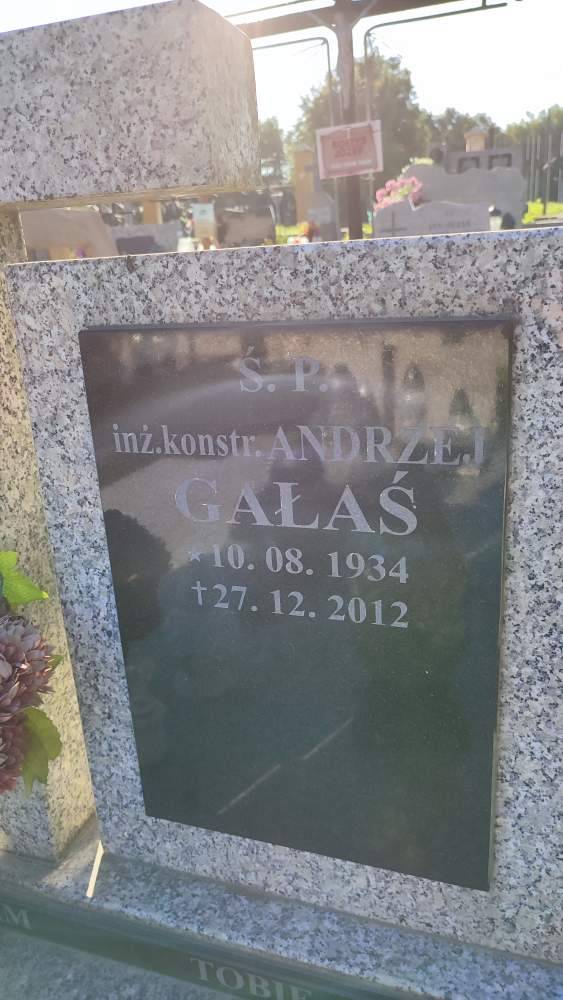 Ś. P.
inż.konstr. ANDRZEJ
GAŁAŚ
* 10. 08. 1934
† 27. 12. 2012
TOBIE